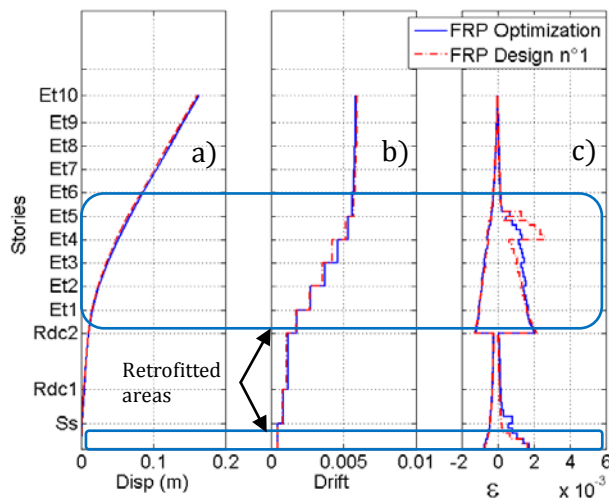 FRP Optimization
FRP Design n°1
Et10
Et9
Et8
Et7
Et6
Et5
Et4
Et3
Et2
Et1
Rdc2
Rdc1
Ss
Stories
a)
b)
c)
Retrofitted
areas
0 0.1 0.2
Disp (m)
0 0.005 0.01
Drift
-2 0 2 4 6
ε x 10⁻³